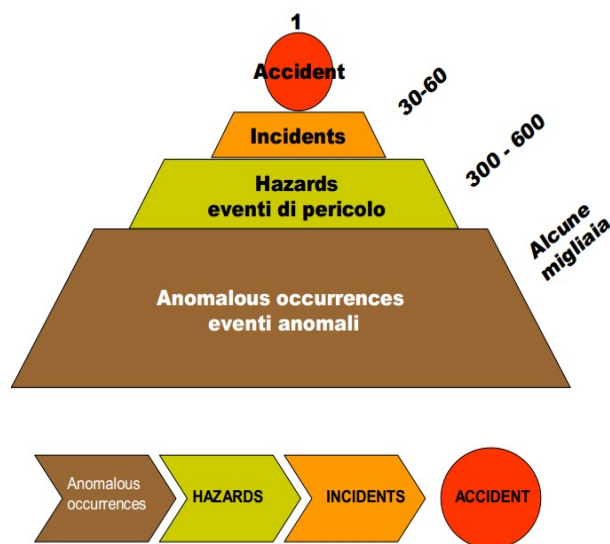 1
Accident
30-60
Incidents
300 - 600
Hazards
eventi di pericolo
Alcune
migliaia
Anomalous occurrences
eventi anomali
Anomalous
occurrences
HAZARDS
INCIDENTS
ACCIDENT